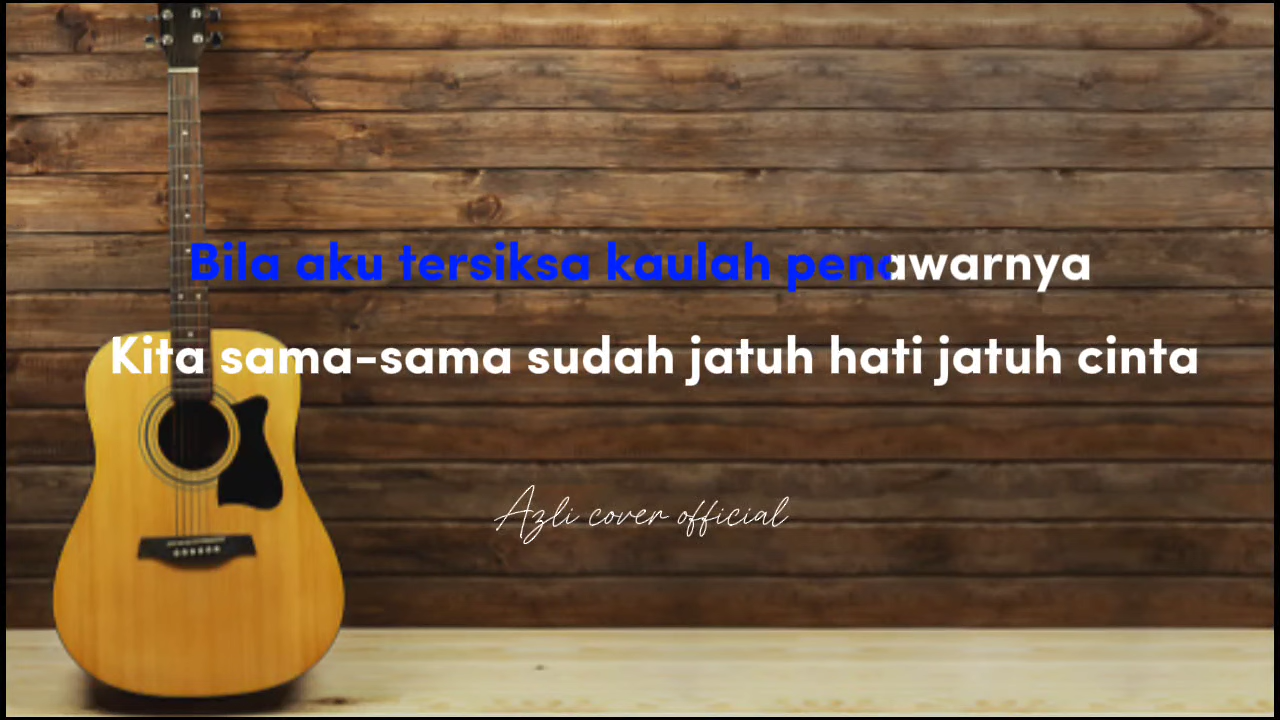 Bila aku tersiksa kaulah penawarnya
Kita sama-sama sudah jatuh hati jatuh cinta
Azli cover official